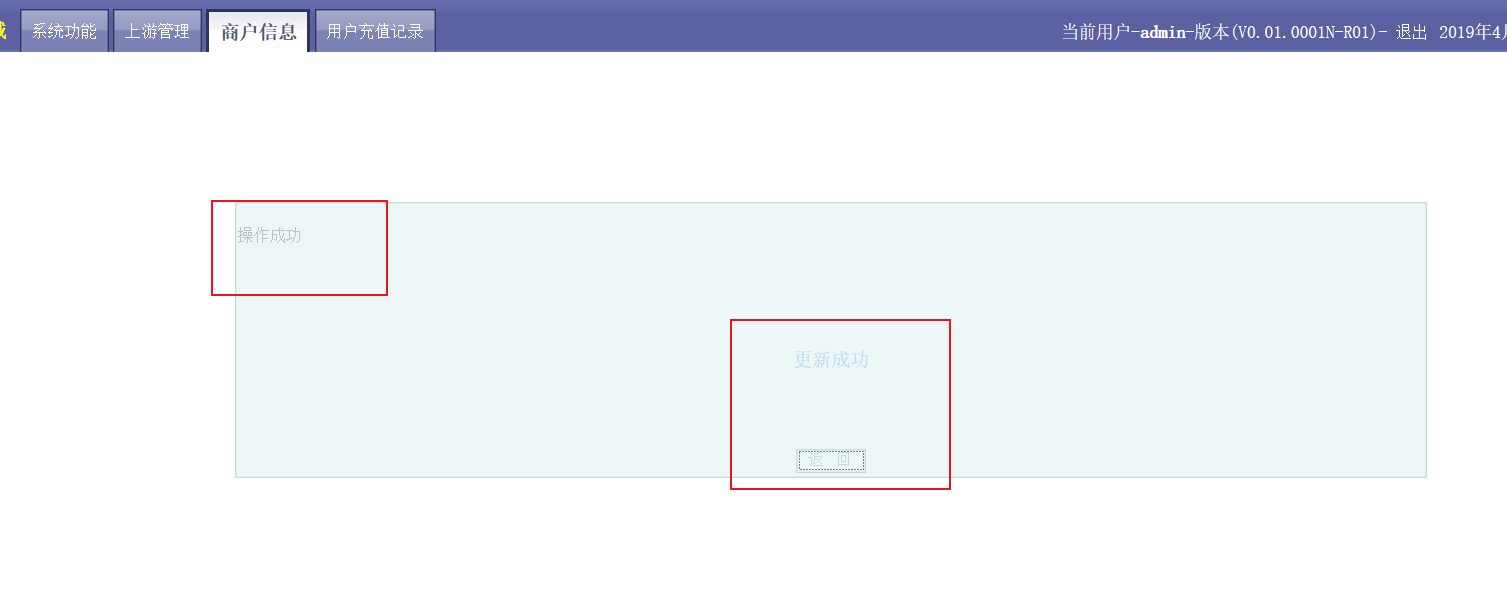 系统功能 上游管理 商户信息 用户充值记录 当前用户-admin-版本(V0.01.0001N-R01)- 退出 2019年4
操作成功
更新成功
返 回